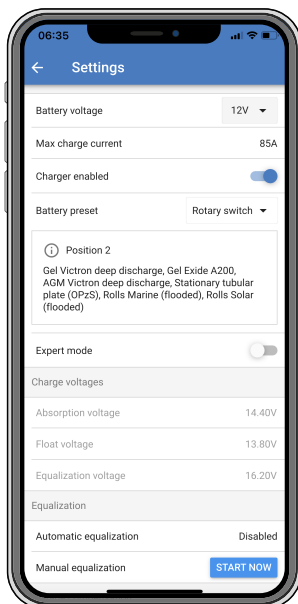 06:35
Settings
Battery voltage 12V
Max charge current 85A
Charger enabled
Battery preset Rotary switch
Position 2
Gel Victron deep discharge, Gel Exide A200,
AGM Victron deep discharge, Stationary tubular
plate (OPzS), Rolls Marine (flooded), Rolls Solar
(flooded)
Expert mode
Charge voltages
Absorption voltage 14.40V
Float voltage 13.80V
Equalization voltage 16.20V
Equalization
Automatic equalization Disabled
Manual equalization START NOW